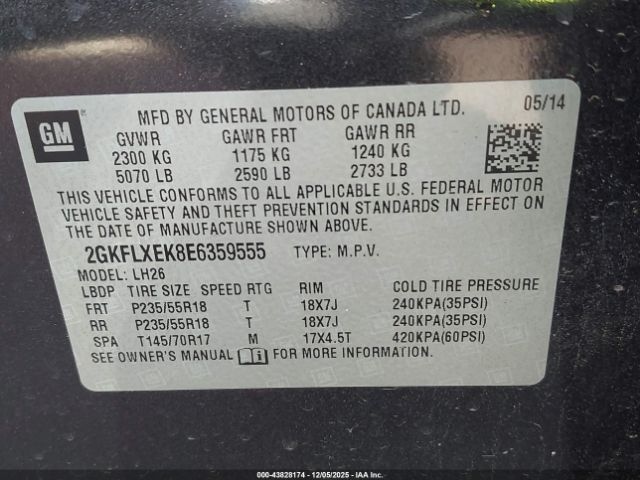 GM
MFD BY GENERAL MOTORS OF CANADA LTD. 05/14
GVWR GAWR FRT GAWR RR
2300 KG 1175 KG 1240 KG
5070 LB 2590 LB 2733 LB
THIS VEHICLE CONFORMS TO ALL APPLICABLE U.S. FEDERAL MOTOR
VEHICLE SAFETY AND THEFT PREVENTION STANDARDS IN EFFECT ON
THE DATE OF MANUFACTURE SHOWN ABOVE.
2GKFLXEK8E6359555 TYPE: M.P.V.
MODEL: LH26
LBDP TIRE SIZE SPEED RTG RIM COLD TIRE PRESSURE
FRT P235/55R18 T 18X7J 240KPA(35PSI)
RR P235/55R18 T 18X7J 240KPA(35PSI)
SPA T145/70R17 M 17X4.5T 420KPA(60PSI)
SEE OWNER'S MANUAL FOR MORE INFORMATION.
000-43828174 - 12/05/2025 - IAA Inc.